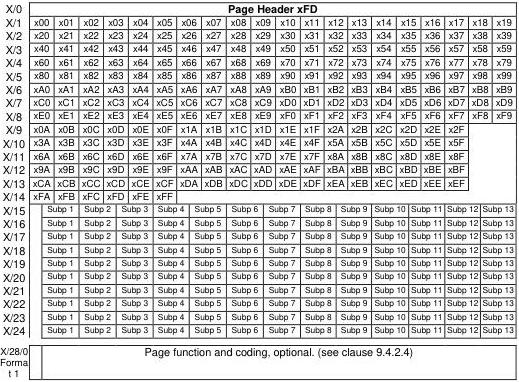 X/0 Page Header xFD
X/1 x00 x01 x02 x03 x04 x05 x06 x07 x08 x09 x10 x11 x12 x13 x14 x15 x16 x17 x18 x19
X/2 x20 x21 x22 x23 x24 x25 x26 x27 x28 x29 x30 x31 x32 x33 x34 x35 x36 x37 x38 x39
X/3 x40 x41 x42 x43 x44 x45 x46 x47 x48 x49 x50 x51 x52 x53 x54 x55 x56 x57 x58 x59
X/4 x60 x61 x62 x63 x64 x65 x66 x67 x68 x69 x70 x71 x72 x73 x74 x75 x76 x77 x78 x79
X/5 x80 x81 x82 x83 x84 x85 x86 x87 x88 x89 x90 x91 x92 x93 x94 x95 x96 x97 x98 x99
X/6 xA0 xA1 xA2 xA3 xA4 xA5 xA6 xA7 xA8 xA9 xB0 xB1 xB2 xB3 xB4 xB5 xB6 xB7 xB8 xB9
X/7 xC0 xC1 xC2 xC3 xC4 xC5 xC6 xC7 xC8 xC9 xD0 xD1 xD2 xD3 xD4 xD5 xD6 xD7 xD8 xD9
X/8 xE0 xE1 xE2 xE3 xE4 xE5 xE6 xE7 xE8 xE9 xF0 xF1 xF2 xF3 xF4 xF5 xF6 xF7 xF8 xF9
X/9 x0A x0B x0C x0D x0E x0F x1A x1B x1C x1D x1E x1F x2A x2B x2C x2D x2E x2F
X/10 x3A x3B x3C x3D x3E x3F x4A x4B x4C x4D x4E x4F x5A x5B x5C x5D x5E x5F
X/11 x6A x6B x6C x6D x6E x6F x7A x7B x7C x7D x7E x7F x8A x8B x8C x8D x8E x8F
X/12 x9A x9B x9C x9D x9E x9F xAA xAB xAC xAD xAE xAF xBA xBB xBC xBD xBE xBF
X/13 xCA xCB xCC xCD xCE xCF xDA xDB xDC xDD xDE xDF xEA xEB xEC xED xEE xEF
X/14 xFA xFB xFC xFD xFE xFF
X/15 Subp 1 Subp 2 Subp 3 Subp 4 Subp 5 Subp 6 Subp 7 Subp 8 Subp 9 Subp 10 Subp 11 Subp 12 Subp 13
X/16 Subp 1 Subp 2 Subp 3 Subp 4 Subp 5 Subp 6 Subp 7 Subp 8 Subp 9 Subp 10 Subp 11 Subp 12 Subp 13
X/17 Subp 1 Subp 2 Subp 3 Subp 4 Subp 5 Subp 6 Subp 7 Subp 8 Subp 9 Subp 10 Subp 11 Subp 12 Subp 13
X/18 Subp 1 Subp 2 Subp 3 Subp 4 Subp 5 Subp 6 Subp 7 Subp 8 Subp 9 Subp 10 Subp 11 Subp 12 Subp 13
X/19 Subp 1 Subp 2 Subp 3 Subp 4 Subp 5 Subp 6 Subp 7 Subp 8 Subp 9 Subp 10 Subp 11 Subp 12 Subp 13
X/20 Subp 1 Subp 2 Subp 3 Subp 4 Subp 5 Subp 6 Subp 7 Subp 8 Subp 9 Subp 10 Subp 11 Subp 12 Subp 13
X/21 Subp 1 Subp 2 Subp 3 Subp 4 Subp 5 Subp 6 Subp 7 Subp 8 Subp 9 Subp 10 Subp 11 Subp 12 Subp 13
X/22 Subp 1 Subp 2 Subp 3 Subp 4 Subp 5 Subp 6 Subp 7 Subp 8 Subp 9 Subp 10 Subp 11 Subp 12 Subp 13
X/23 Subp 1 Subp 2 Subp 3 Subp 4 Subp 5 Subp 6 Subp 7 Subp 8 Subp 9 Subp 10 Subp 11 Subp 12 Subp 13
X/24 Subp 1 Subp 2 Subp 3 Subp 4 Subp 5 Subp 6 Subp 7 Subp 8 Subp 9 Subp 10 Subp 11 Subp 12 Subp 13
X/28/0 Page function and coding, optional. (see clause 9.4.2.4)
Forma
t 1